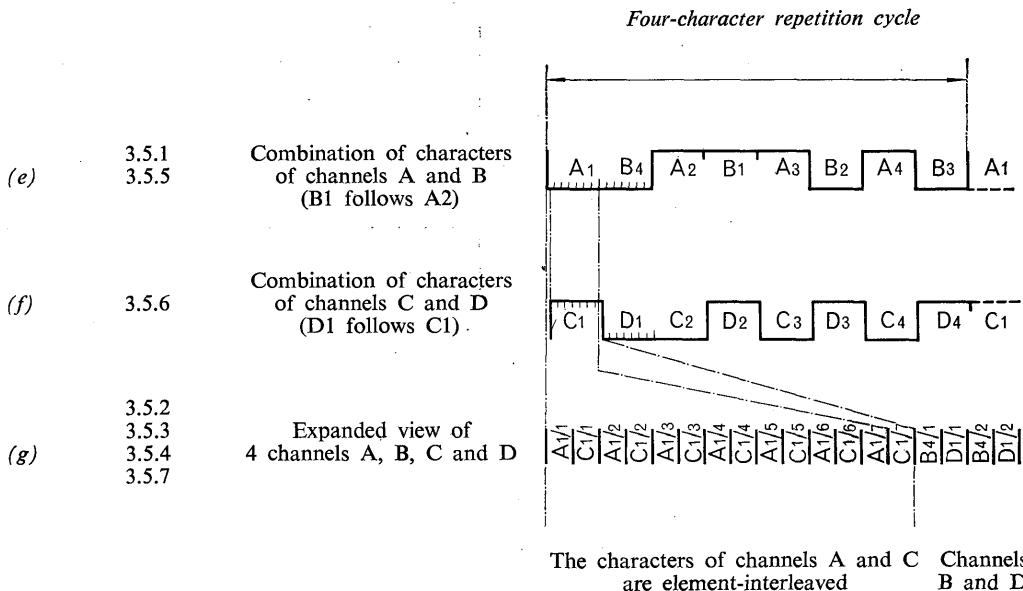 Four-character repetition cycle
(e)
3.5.1
3.5.5
Combination of characters
of channels A and B
(B1 follows A2)
A1 B4 A2 B1 A3 B2 A4 B3 A1
(f)
3.5.6
Combination of characters
of channels C and D
(D1 follows C1)
C1 D1 C2 D2 C3 D3 C4 D4 C1
(g)
3.5.2
3.5.3
3.5.4
3.5.7
Expanded view of
4 channels A, B, C and D
A1/1 C1/1 A1/2 C1/2 A1/3 C1/3 A1/4 C1/4 A1/5 C1/5 A1/6 C1/6 A1/7 C1/7 B4/1 D1/1 B4/2 D1/2
The characters of channels A and C
are element-interleaved
Channels
B and D